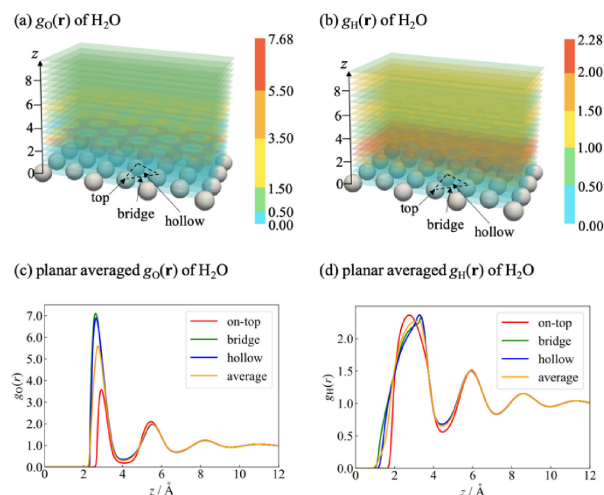 (a) gO(r) of H2O
(b) gH(r) of H2O
z
8
6
4
2
0
top
bridge
hollow
7.68
5.50
3.50
1.50
0.50
0.00
z
8
6
4
2
0
top
bridge
hollow
2.28
2.00
1.50
1.00
0.50
0.00
(c) planar averaged gO(r) of H2O
(d) planar averaged gH(r) of H2O
gO(r)
7.0
6.0
5.0
4.0
3.0
2.0
1.0
0.0
on-top
bridge
hollow
average
0 2 4 6 8 10 12
z / Å
gH(r)
2.0
1.5
1.0
0.5
0.0
on-top
bridge
hollow
average
0 2 4 6 8 10 12
z / Å